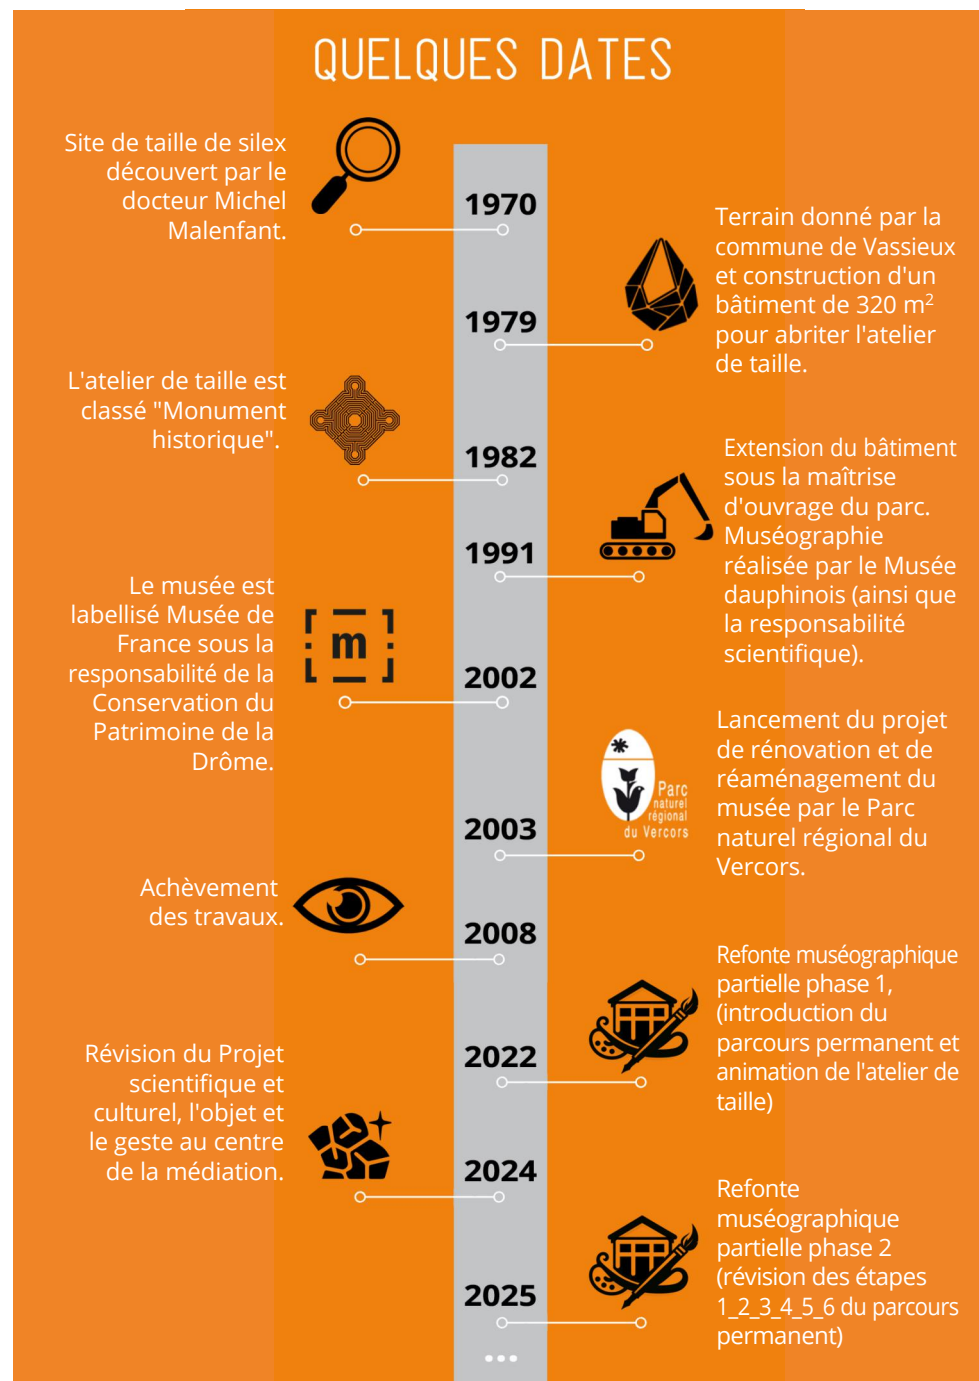 QUELQUES DATES
Site de taille de silex
découvert par le
docteur Michel
Malenfant.
1970
Terrain donné par la
commune de Vassieux
et construction d'un
bâtiment de 320 m²
pour abriter l'atelier
de taille.
1979
L'atelier de taille est
classé "Monument
historique".
1982
Extension du bâtiment
sous la maîtrise
d'ouvrage du parc.
Muséographie
réalisée par le Musée
dauphinois (ainsi que
la responsabilité
scientifique).
1991
Le musée est
labellisé Musée de
France sous la
responsabilité de la
Conservation du
Patrimoine de la
Drôme.
m
2002
Lancement du projet
de rénovation et de
réaménagement du
musée par le Parc
naturel régional du
Vercors.
Parc
naturel
régional
du Vercors
2003
Achèvement
des travaux.
2008
Refonte muséographique
partielle phase 1,
(introduction du
parcours permanent et
animation de l'atelier de
taille)
2022
Révision du Projet
scientifique et
culturel, l'objet et
le geste au centre
de la médiation.
2024
Refonte
muséographique
partielle phase 2
(révision des étapes
1_2_3_4_5_6 du parcours
permanent)
2025
...